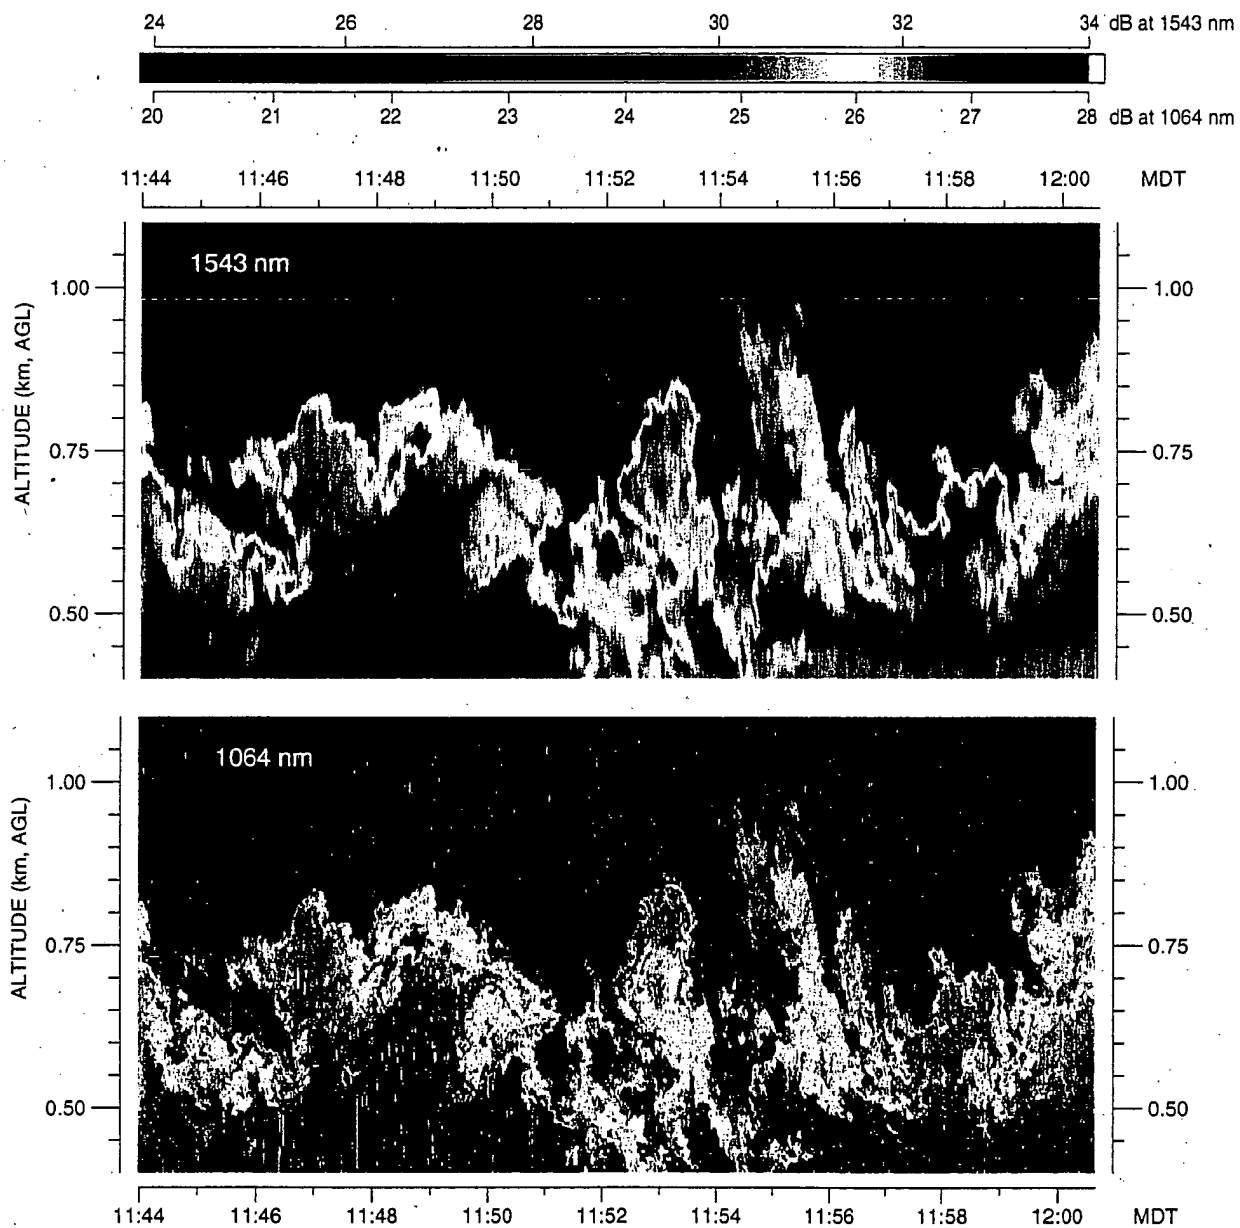 24 26 28 30 32 34 dB at 1543 nm
20 21 22 23 24 25 26 27 28 dB at 1064 nm
11:44 11:46 11:48 11:50 11:52 11:54 11:56 11:58 12:00 MDT
1543 nm
ALTITUDE (km, AGL)
1.00 1.00
0.75 0.75
0.50 0.50
1064 nm
ALTITUDE (km, AGL)
1.00 1.00
0.75 0.75
0.50 0.50
11:44 11:46 11:48 11:50 11:52 11:54 11:56 11:58 12:00 MDT